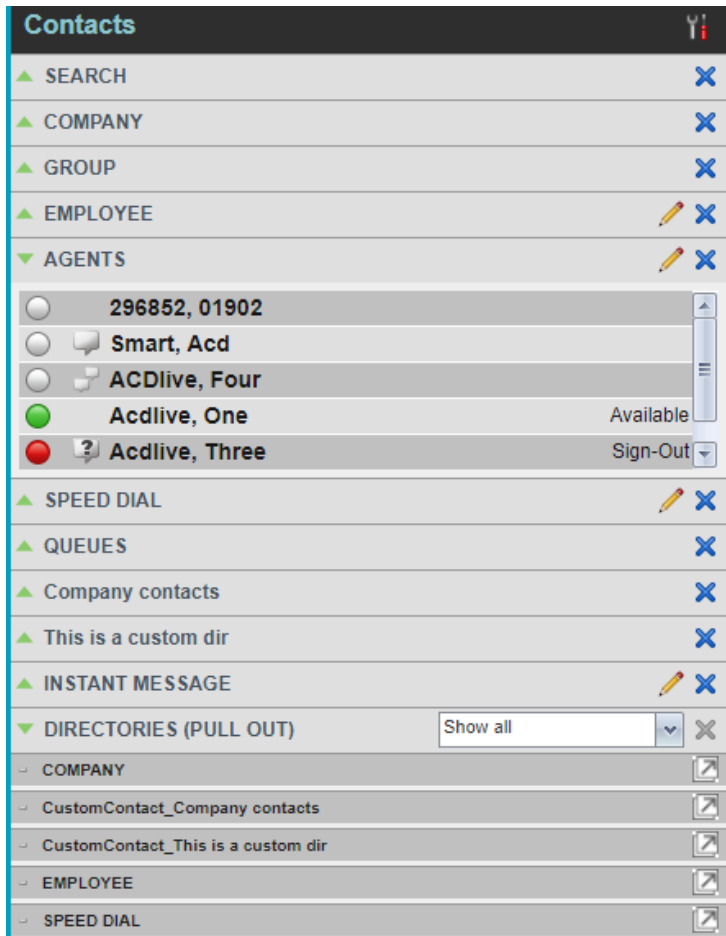 Contacts
SEARCH
COMPANY
GROUP
EMPLOYEE
AGENTS
296852, 01902
Smart, Acd
ACDlive, Four
Acdlive, One Available
? Acdlive, Three Sign-Out
SPEED DIAL
QUEUES
Company contacts
This is a custom dir
INSTANT MESSAGE
DIRECTORIES (PULL OUT) Show all
COMPANY
CustomContact_Company contacts
CustomContact_This is a custom dir
EMPLOYEE
SPEED DIAL